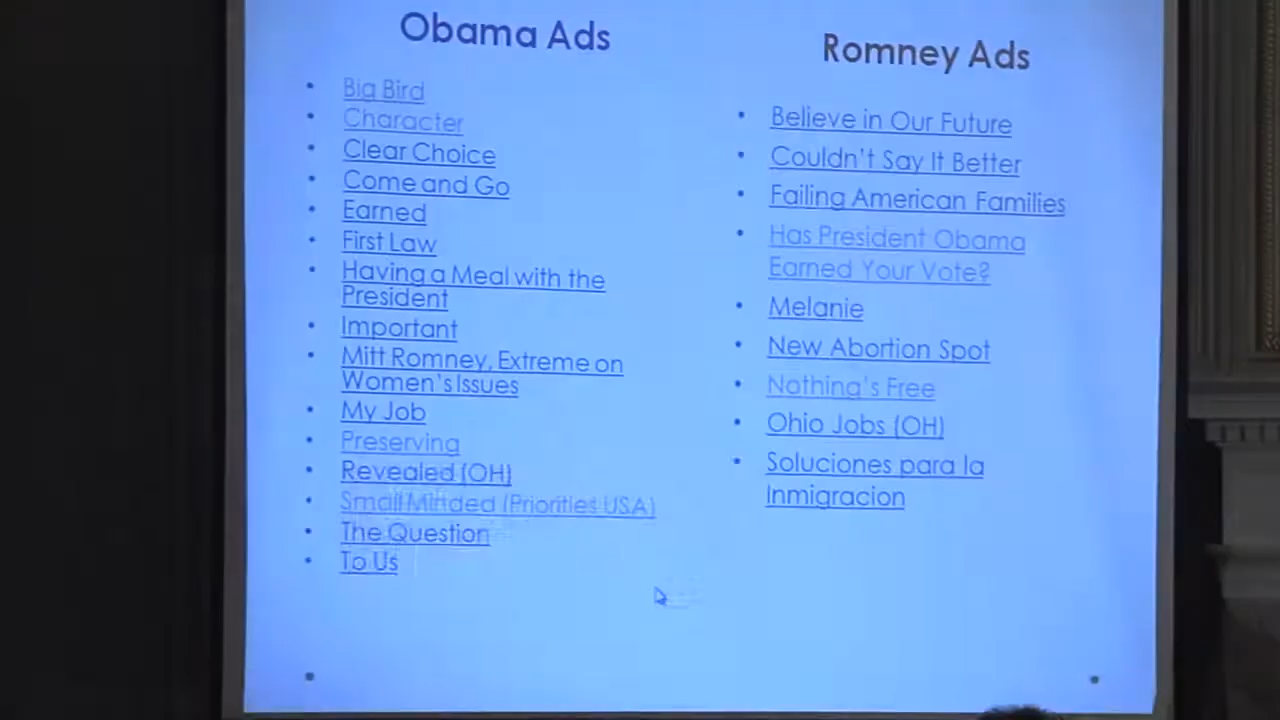 Obama Ads
Big Bird
Character
Clear Choice
Come and Go
Earned
First Law
Having a Meal with the
President
Important
Mitt Romney, Extreme on
Women's Issues
My Job
Preserving
Revealed (OH)
Small Minded (Priorities USA)
The Question
To Us
Romney Ads
Believe in Our Future
Couldn't Say It Better
Failing American Families
Has President Obama
Earned Your Vote?
Melanie
New Abortion Spot
Nothing's Free
Ohio Jobs (OH)
Soluciones para la
Inmigracion